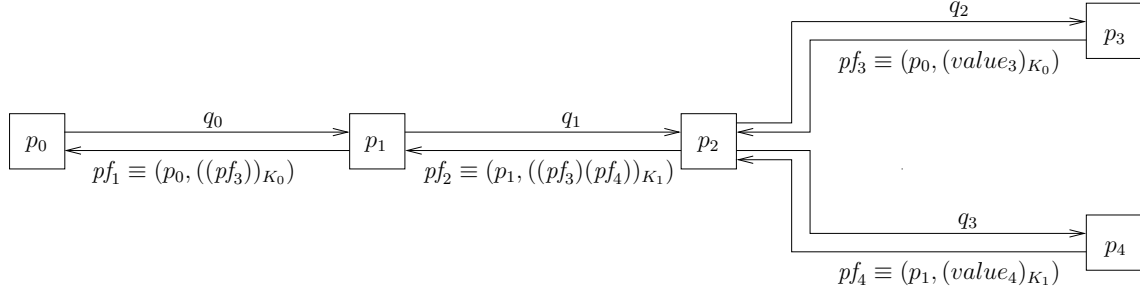 q_2
p_3
pf_3 ≡ (p_0, (value_3)_{K_0})
q_0
q_1
p_0
p_1
p_2
pf_1 ≡ (p_0, ((pf_3))_{K_0})
pf_2 ≡ (p_1, ((pf_3)(pf_4))_{K_1})
q_3
p_4
pf_4 ≡ (p_1, (value_4)_{K_1})